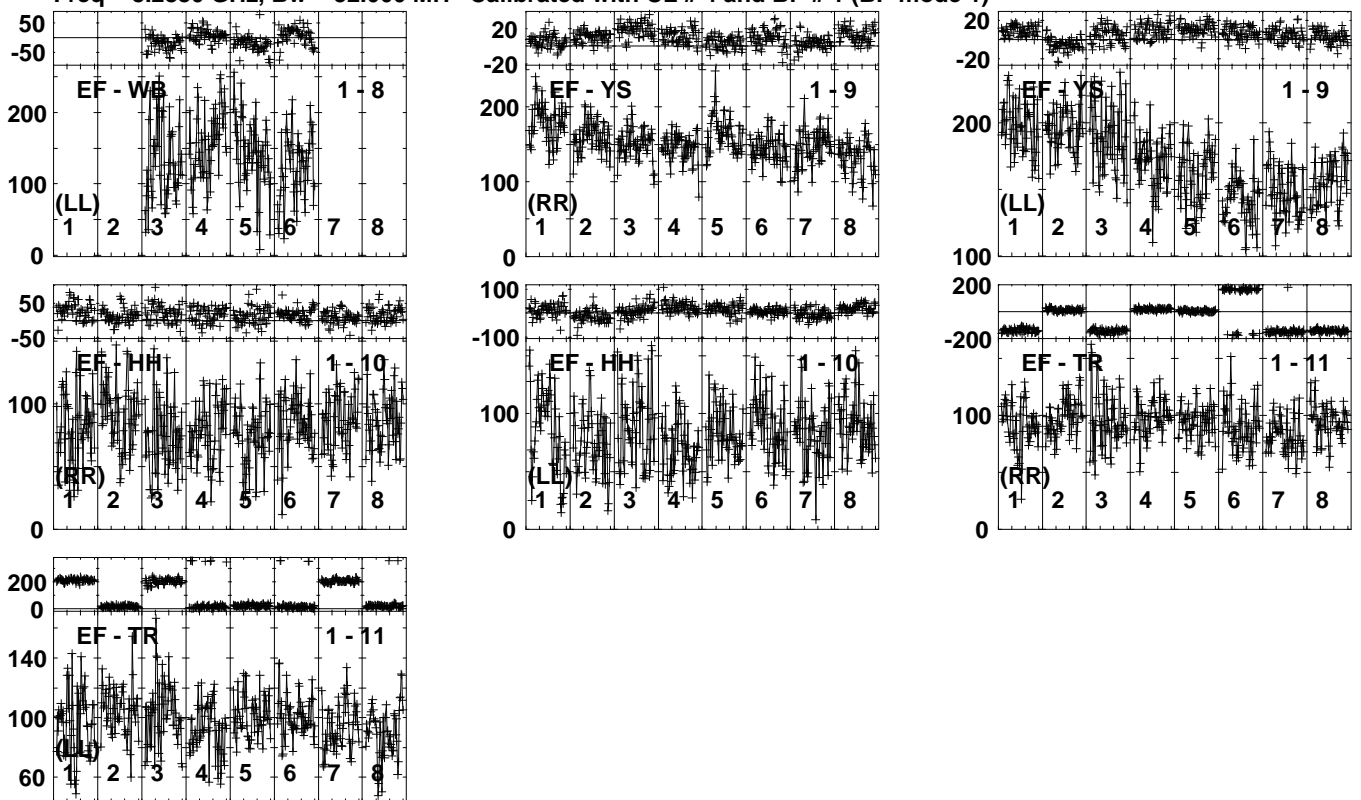 50
-50
EF - WB 1 - 8
200
100
(LL)
1 2 3 4 5 6 7 8
0
20
-20
EF - YS 1 - 9
200
100
(RR)
1 2 3 4 5 6 7 8
0
20
-20
EF - YS 1 - 9
200
(LL)
1 2 3 4 5 6 7 8
100
50
-50
EF - HH 1 - 10
100
(RR)
1 2 3 4 5 6 7 8
0
100
-100
EF - HH 1 - 10
100
(LL)
1 2 3 4 5 6 7 8
0
200
-200
EF - TR 1 - 11
100
(RR)
1 2 3 4 5 6 7 8
0
200
0
EF - TR 1 - 11
140
100
(LL)
1 2 3 4 5 6 7 8
60